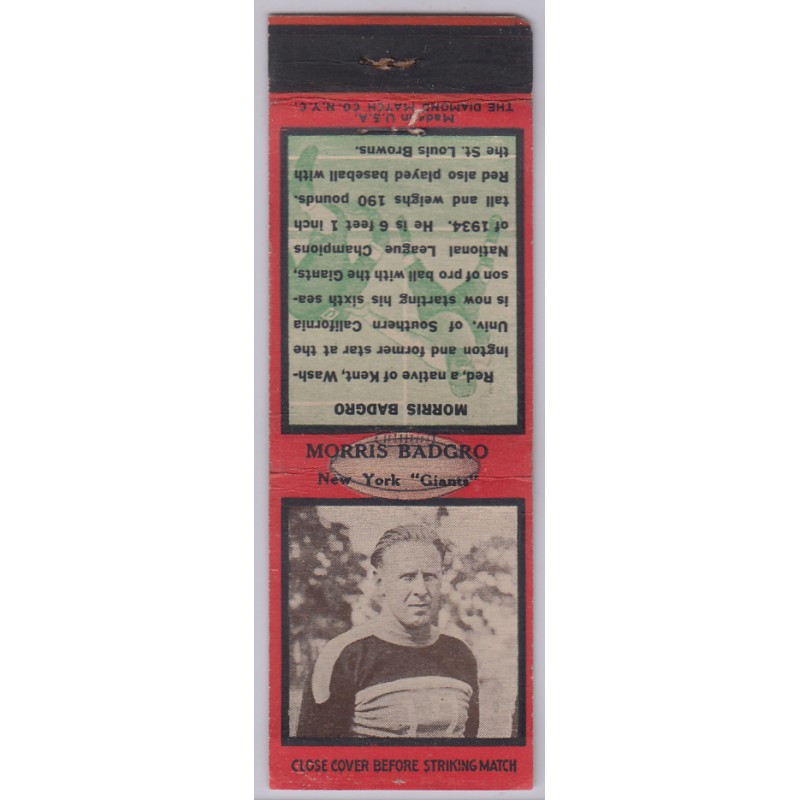 MORRIS BADGRO
New York "Giants"
CLOSE COVER BEFORE STRIKING MATCH
MORRIS BADGRO
Red, a native of Kent, Wash-
ington and former star at the
Univ. of Southern California
is now starting his sixth sea-
son of pro ball with the Giants,
National League Champions
of 1934. He is 6 feet 1 inch
tall and weighs 190 pounds.
Red also played baseball with
the St. Louis Browns.
Made in U.S.A.
THE DIAMOND MATCH CO. N.Y.C.